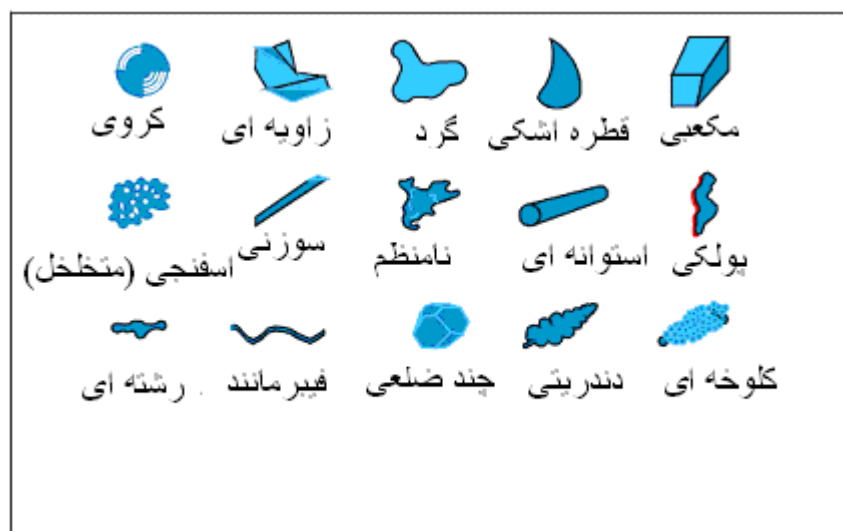 مکعبی قطره اشکی گرد زاویه ای کروی
پولکی استوانه ای نامنظم سوزنی اسفنجی (متخلخل)
کلوخه ای دندریتی چند ضلعی فیبرمانند رشته ای